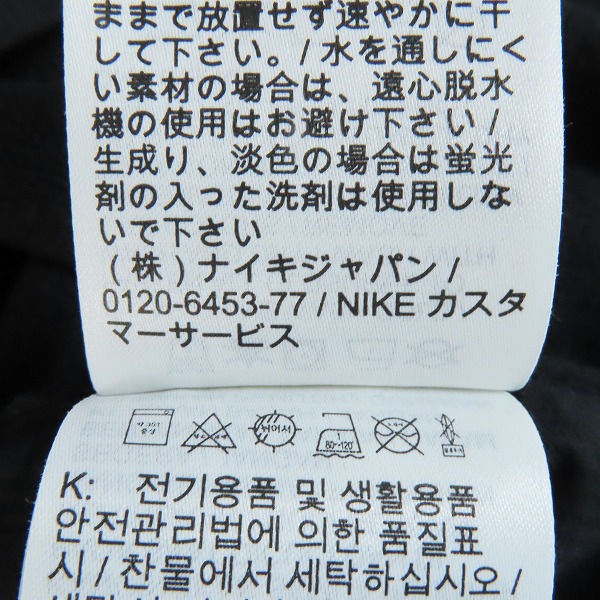 ままで放置せず速やかに干
して下さい。/ 水を通しにく
い素材の場合は、遠心脱水
機の使用はお避け下さい /
生成り、淡色の場合は蛍光
剤の入った洗剤は使用しな
いで下さい
(株)ナイキジャパン /
0120-6453-77 / NIKE カスタ
マーサービス
80~120°
K: 전기용품 및 생활용품
안전관리법에 의한 품질표
시 / 찬물에서 세탁하십시오 /